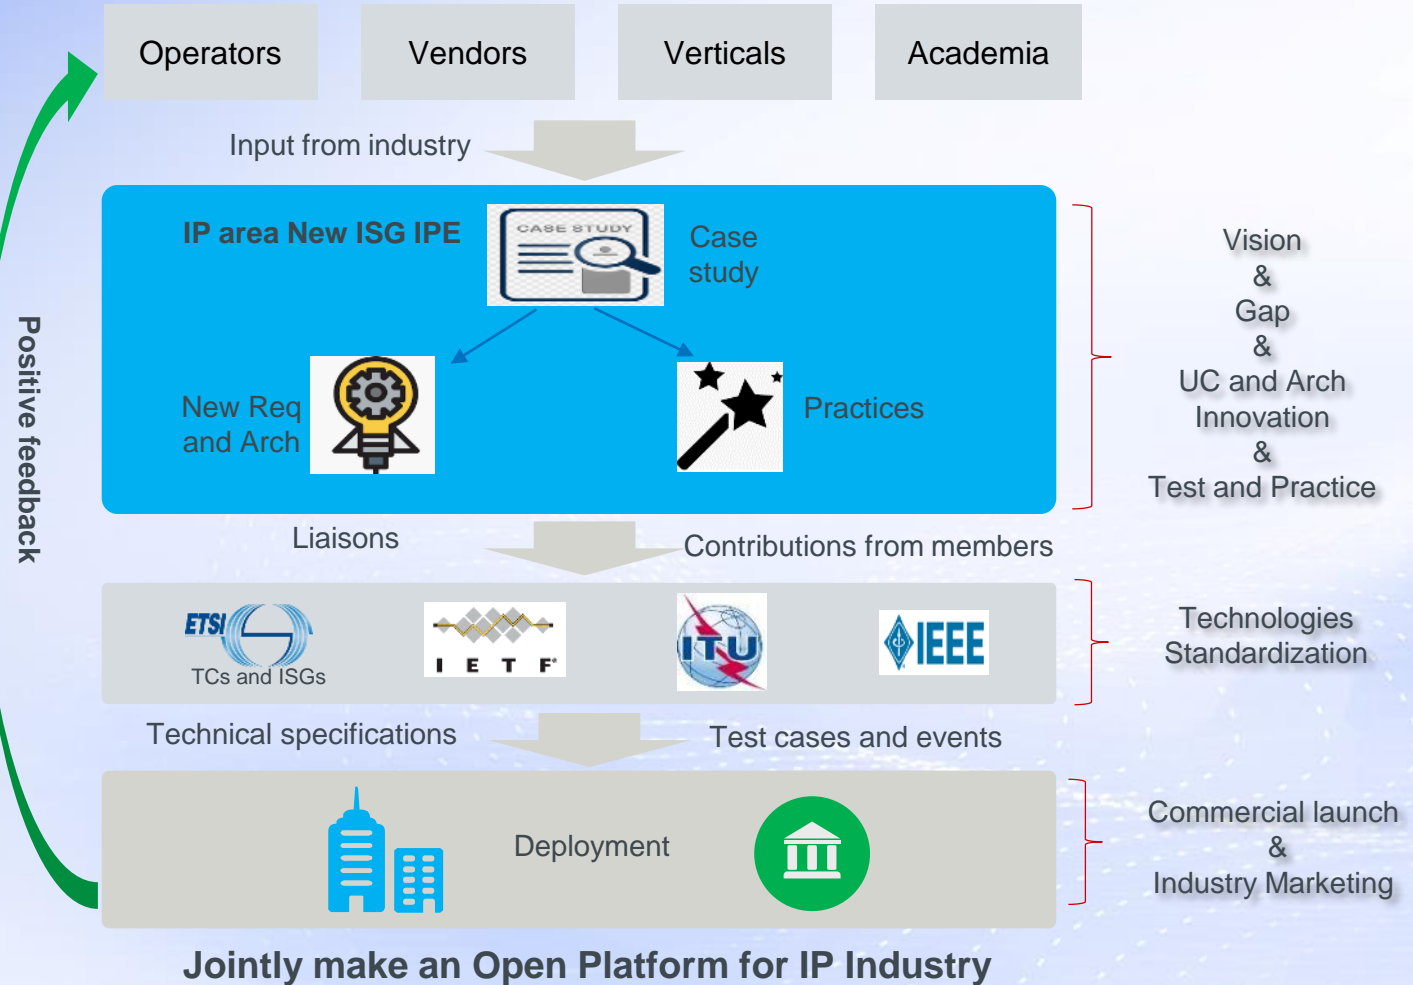 Operators
Vendors
Verticals
Academia
Input from industry
IP area New ISG IPE
CASE STUDY
Case
study
New Req
and Arch
Practices
Vision
&
Gap
&
UC and Arch
Innovation
&
Test and Practice
Positive feedback
Liaisons
Contributions from members
ETSI
TCs and ISGs
I E T F®
ITU
IEEE
Technologies
Standardization
Technical specifications
Test cases and events
Deployment
Commercial launch
&
Industry Marketing
Jointly make an Open Platform for IP Industry